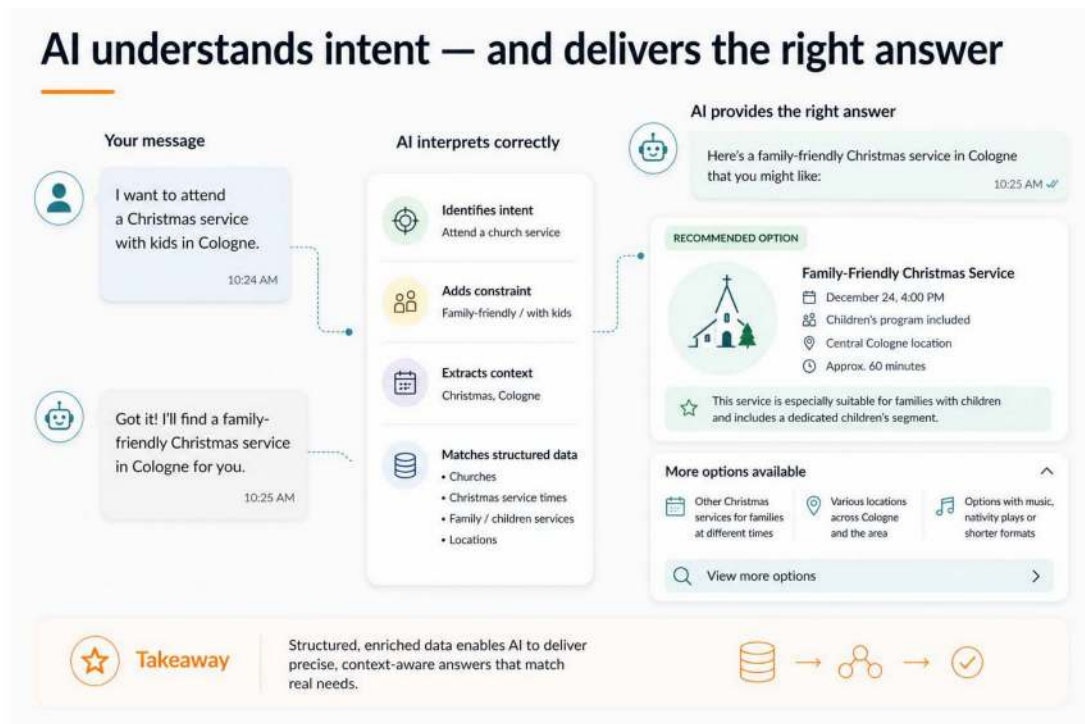 AI understands intent — and delivers the right answer
Your message
I want to attend
a Christmas service
with kids in Cologne.
10:24 AM
Got it! I'll find a family-
friendly Christmas service
in Cologne for you.
10:25 AM
AI interprets correctly
Identifies intent
Attend a church service
Adds constraint
Family-friendly / with kids
Extracts context
Christmas, Cologne
Matches structured data
• Churches
• Christmas service times
• Family / children services
• Locations
AI provides the right answer
Here's a family-friendly Christmas service in Cologne
that you might like:
10:25 AM
RECOMMENDED OPTION
Family-Friendly Christmas Service
December 24, 4:00 PM
Children's program included
Central Cologne location
Approx. 60 minutes
This service is especially suitable for families with children
and includes a dedicated children's segment.
More options available
Other Christmas
services for families
at different times
Various locations
across Cologne
and the area
Options with music,
nativity plays or
shorter formats
View more options
Takeaway
Structured, enriched data enables AI to deliver
precise, context-aware answers that match
real needs.